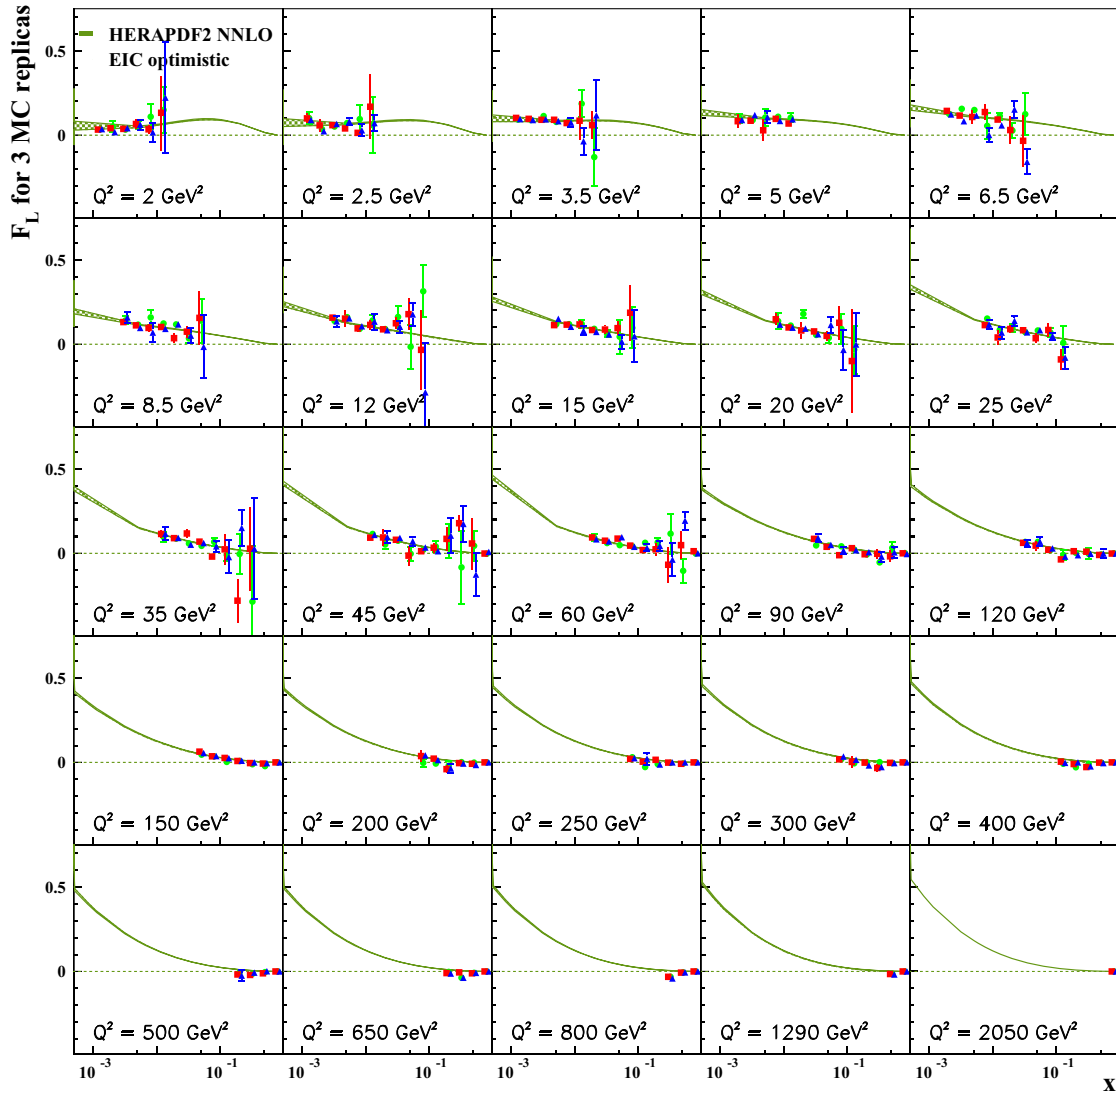 F_L for 3 MC replicas
0.5
0
HERAPDF2 NNLO
EIC optimistic
Q² = 2 GeV²
Q² = 2.5 GeV²
Q² = 3.5 GeV²
Q² = 5 GeV²
Q² = 6.5 GeV²
0.5
0
Q² = 8.5 GeV²
Q² = 12 GeV²
Q² = 15 GeV²
Q² = 20 GeV²
Q² = 25 GeV²
0.5
0
Q² = 35 GeV²
Q² = 45 GeV²
Q² = 60 GeV²
Q² = 90 GeV²
Q² = 120 GeV²
0.5
0
Q² = 150 GeV²
Q² = 200 GeV²
Q² = 250 GeV²
Q² = 300 GeV²
Q² = 400 GeV²
0.5
0
Q² = 500 GeV²
Q² = 650 GeV²
Q² = 800 GeV²
Q² = 1290 GeV²
Q² = 2050 GeV²
10⁻³ 10⁻¹ 10⁻³ 10⁻¹ 10⁻³ 10⁻¹ 10⁻³ 10⁻¹ 10⁻³ 10⁻¹
x